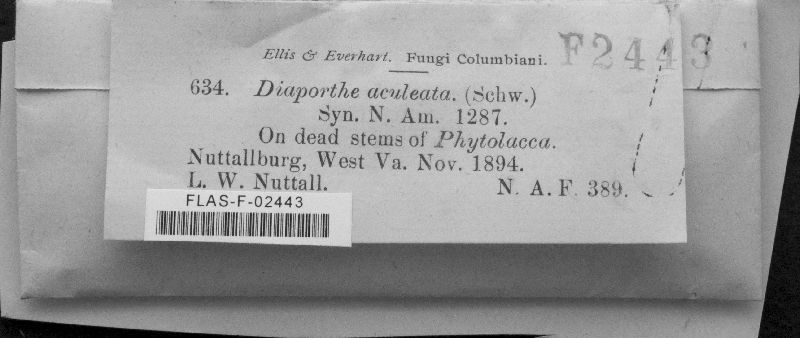 Ellis & Everhart. Fungi Columbiani.
F2443
634. Diaporthe aculeata. (Schw.)
Syn. N. Am. 1287.
On dead stems of Phytolacca.
Nuttallburg, West Va. Nov. 1894.
L. W. Nuttall.
N. A. F. 389.
FLAS-F-02443